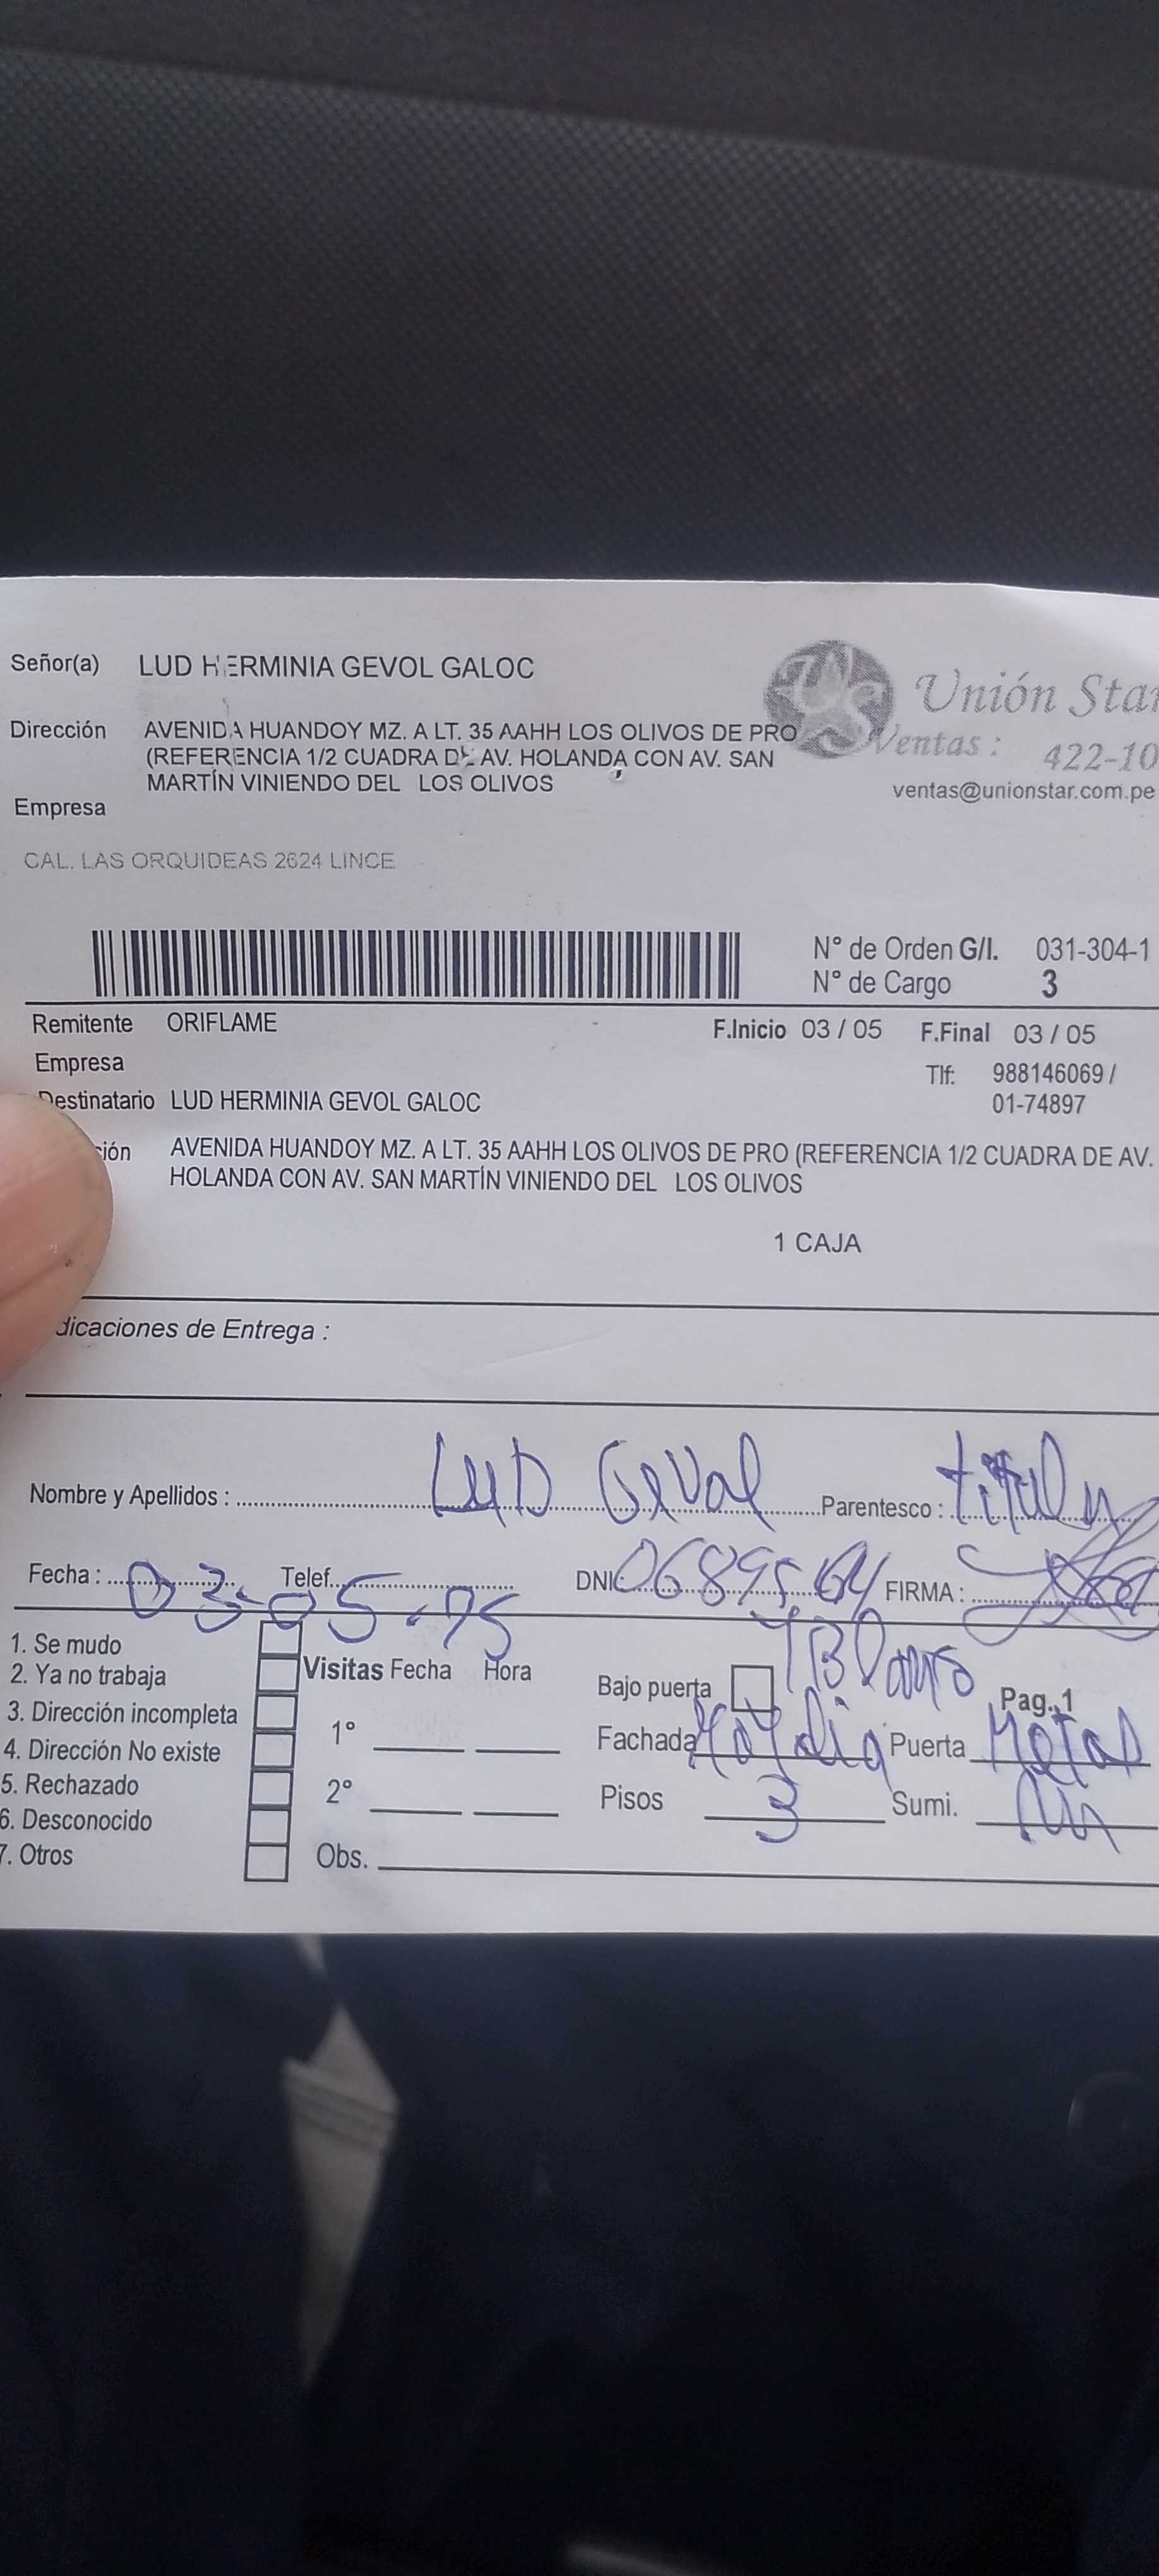 Señor(a) LUD HERMINIA GEVOL GALOC
Unión Star
Dirección AVENIDA HUANDOY MZ. A LT. 35 AAHH LOS OLIVOS DE PRO
(REFERENCIA 1/2 CUADRA DE AV. HOLANDA CON AV. SAN
MARTÍN VINIENDO DEL LOS OLIVOS
Ventas : 422-10
ventas@unionstar.com.pe
Empresa
CAL. LAS ORQUIDEAS 2624 LINCE
N° de Orden G/I. 031-304-1
N° de Cargo 3
Remitente ORIFLAME
F.Inicio 03 / 05 F.Final 03 / 05
Empresa
Tlf: 988146069 /
01-74897
Destinatario LUD HERMINIA GEVOL GALOC
ión AVENIDA HUANDOY MZ. A LT. 35 AAHH LOS OLIVOS DE PRO (REFERENCIA 1/2 CUADRA DE AV.
HOLANDA CON AV. SAN MARTÍN VINIENDO DEL LOS OLIVOS
1 CAJA
dicaciones de Entrega :
Nombre y Apellidos : LuD GeVol Parentesco : titular
Fecha : 03-05-25 Telef. DNI: FIRMA :
1. Se mudo
2. Ya no trabaja
3. Dirección incompleta
4. Dirección No existe
5. Rechazado
6. Desconocido
7. Otros
Visitas Fecha Hora
1°
2°
Obs.
Bajo puerta Blanco Pag. 1
Fachada Puerta Metal
Pisos 3 Sumi.